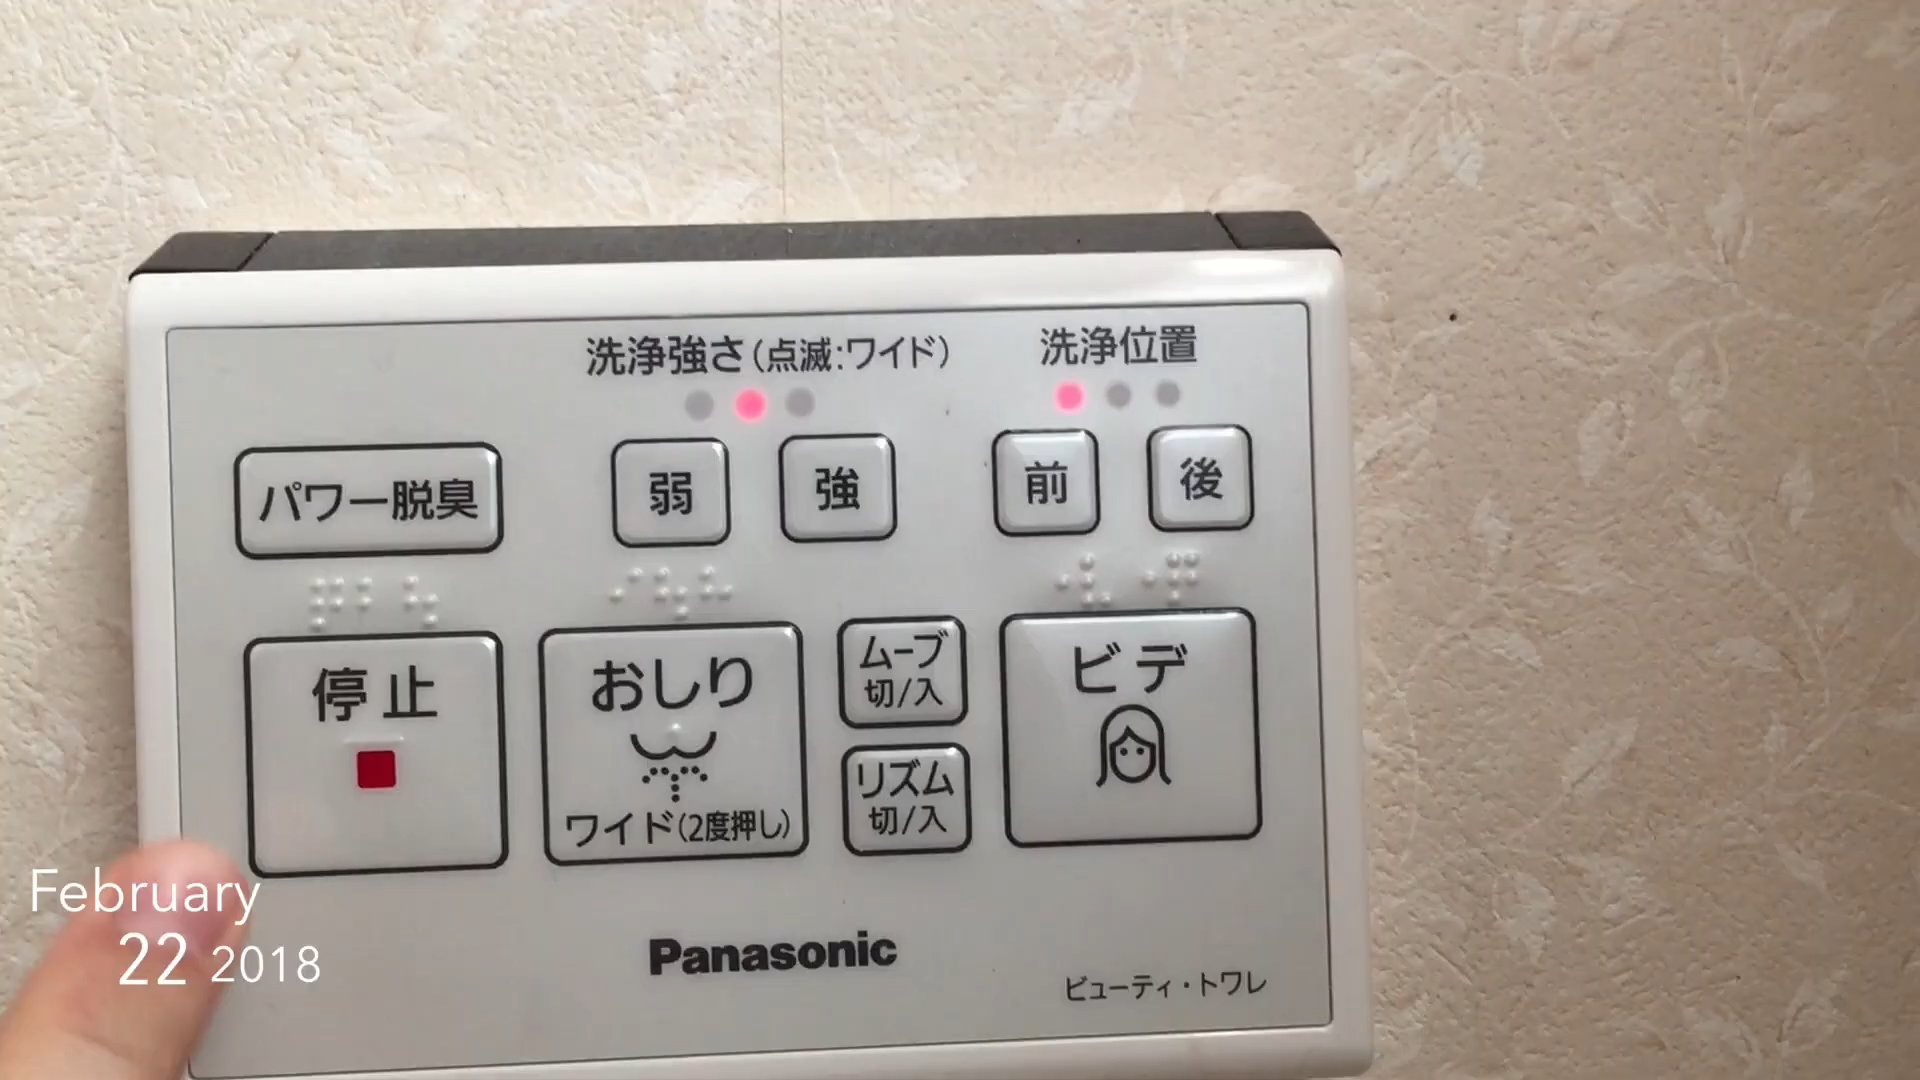 洗浄強さ(点滅:ワイド)
洗浄位置
パワー脱臭
弱
強
前
後
停止
おしり
ワイド(2度押し)
ムーブ
切/入
リズム
切/入
ビデ
Panasonic
ビューティ・トワレ
February
22 2018